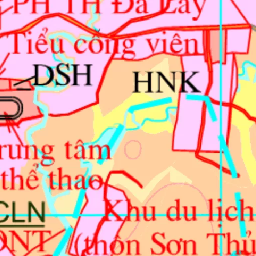 PH TH Đa Lây
Tiểu công viên
DSH HNK
rung tâm
thể thao
CLN Khu du lịch
ONT (thôn Sơn Thủ